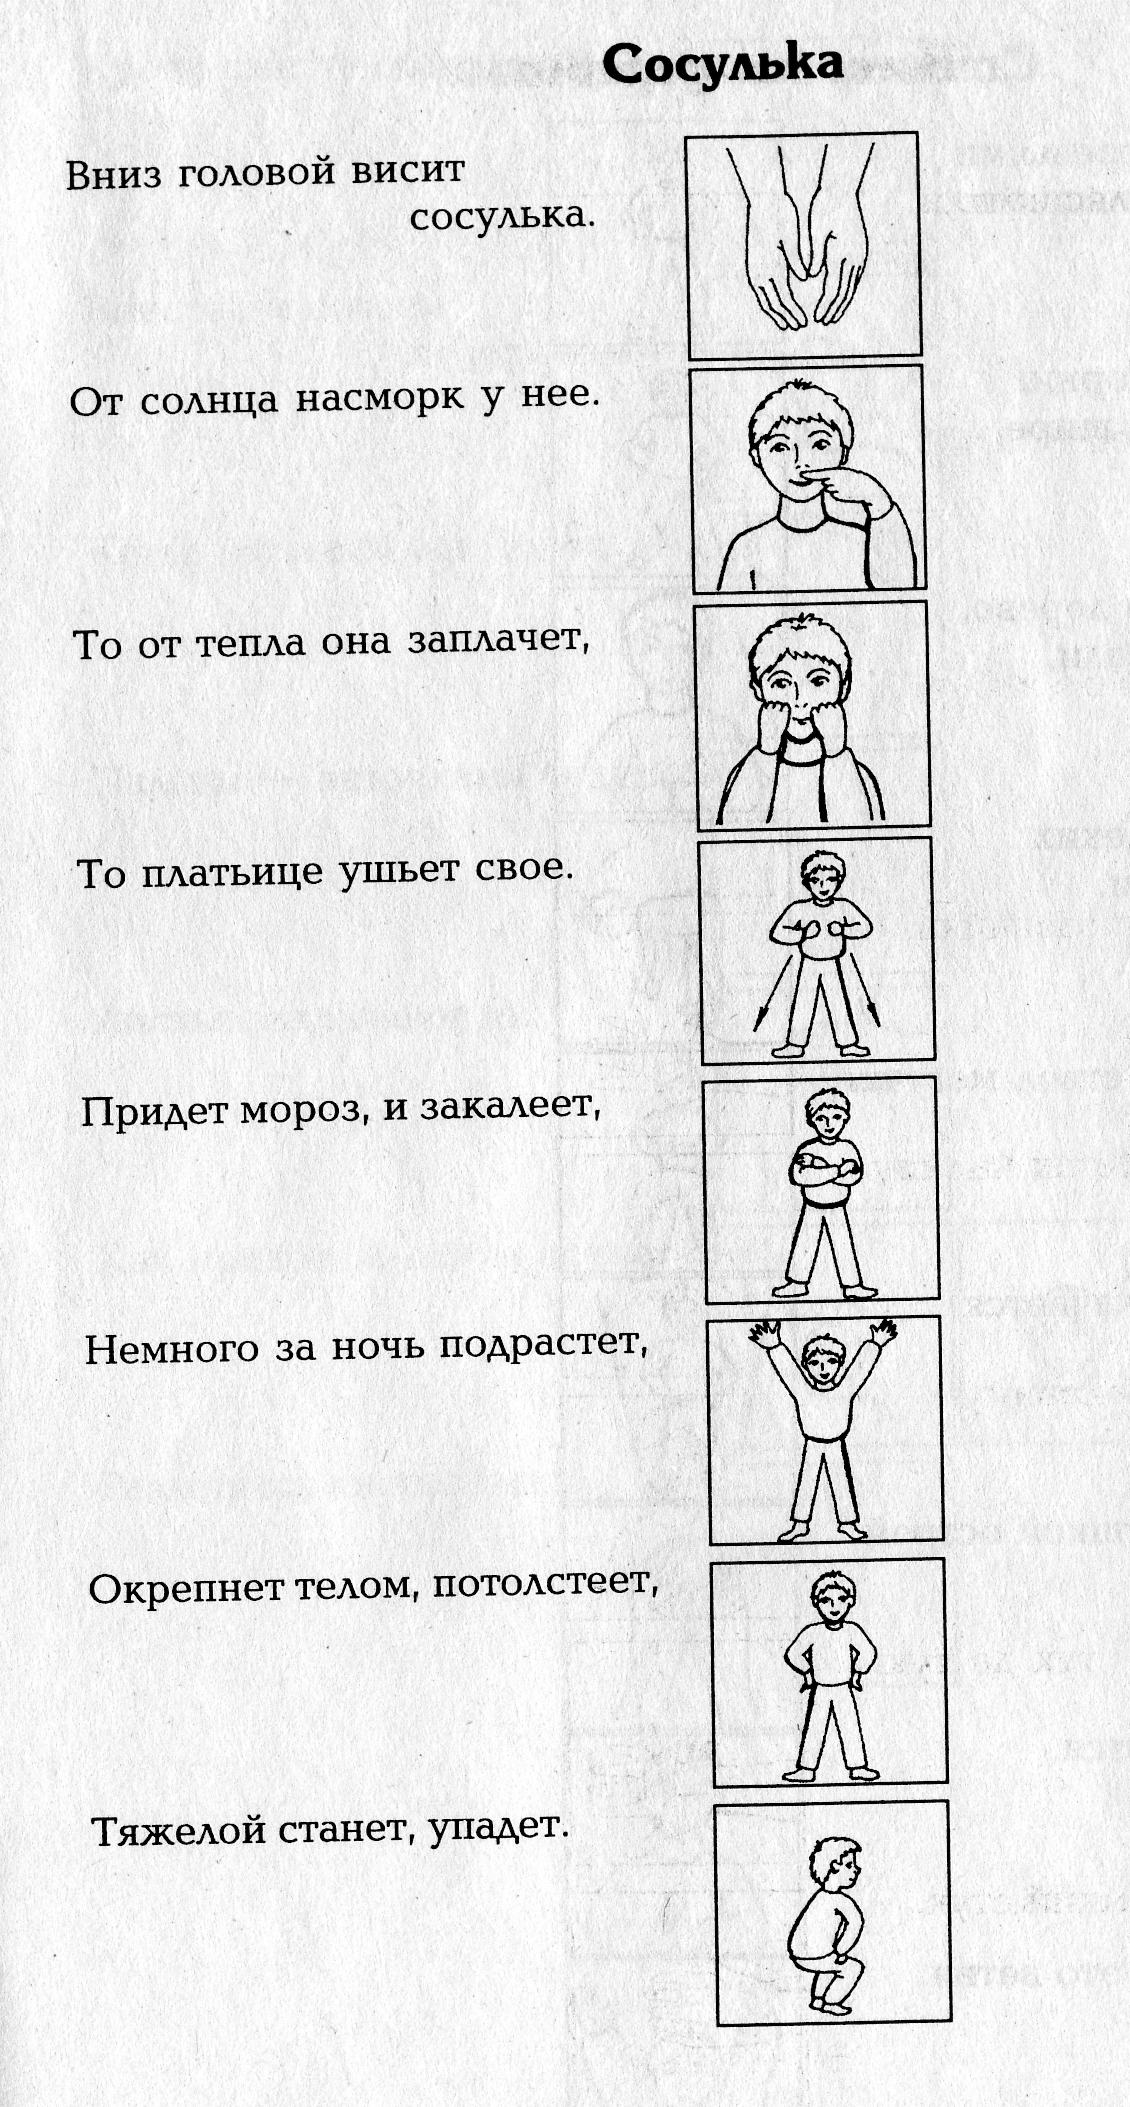 Сосулька
Вниз головой висит
сосулька.
От солнца насморк у нее.
То от тепла она заплачет,
То платьице ушьет свое.
Придет мороз, и закалеет,
Немного за ночь подрастет,
Окрепнет телом, потолстеет,
Тяжелой станет, упадет.